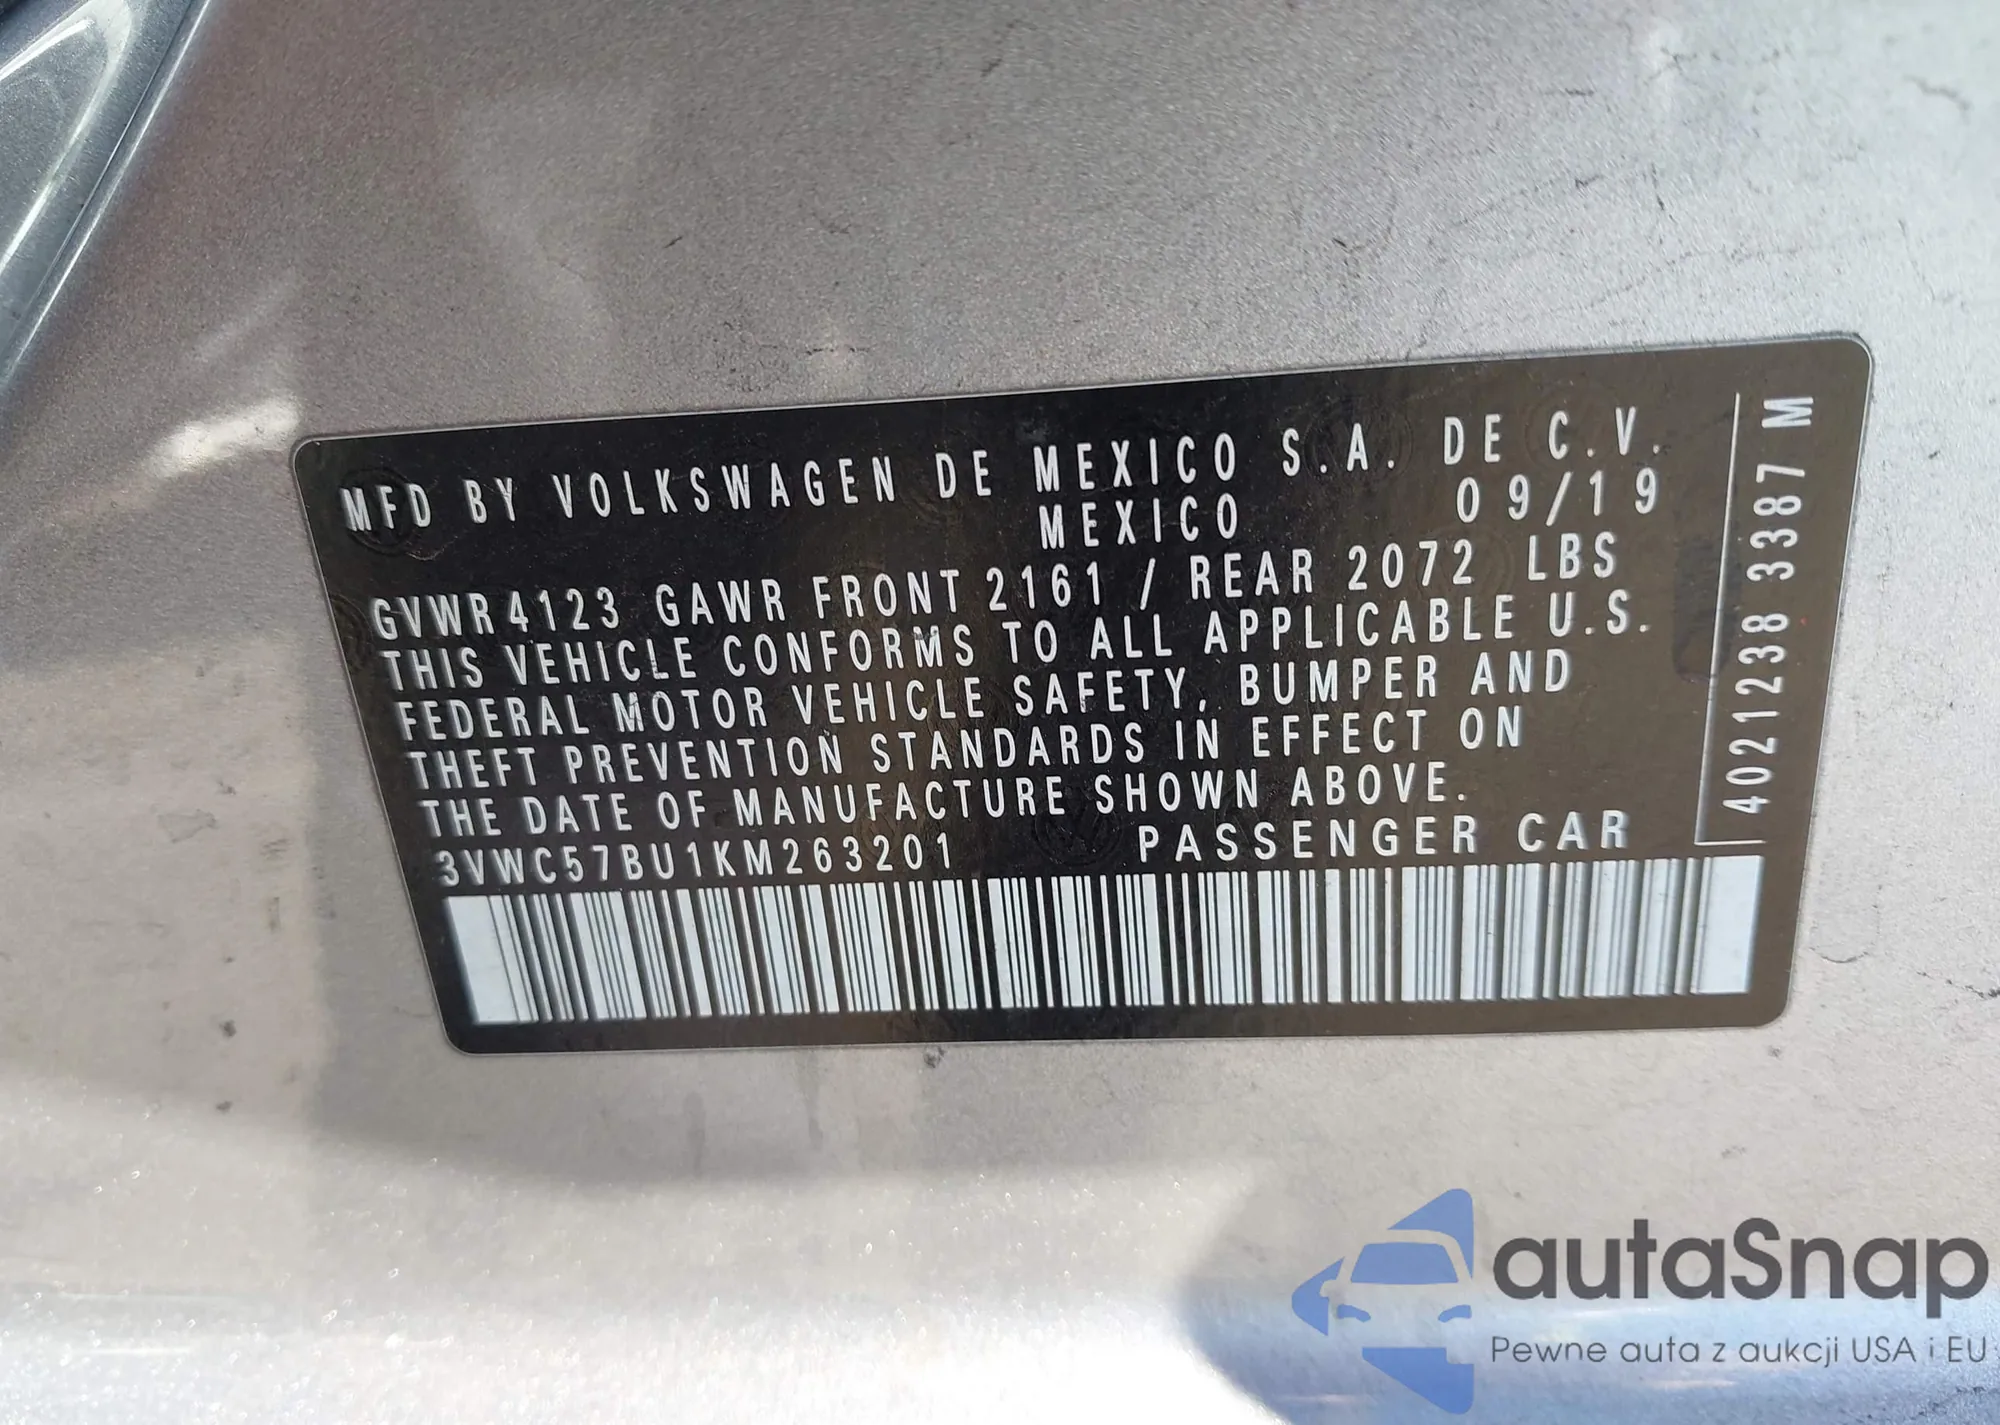 MFD BY VOLKSWAGEN DE MEXICO S.A. DE C.V.
MEXICO 09/19
GVWR 4123 GAWR FRONT 2161 / REAR 2072 LBS
THIS VEHICLE CONFORMS TO ALL APPLICABLE U.S.
FEDERAL MOTOR VEHICLE SAFETY, BUMPER AND
THEFT PREVENTION STANDARDS IN EFFECT ON
THE DATE OF MANUFACTURE SHOWN ABOVE.
3VWC57BU1KM263201 PASSENGER CAR
4021238 3387 M
autaSnap
Pewne auta z aukcji USA i EU